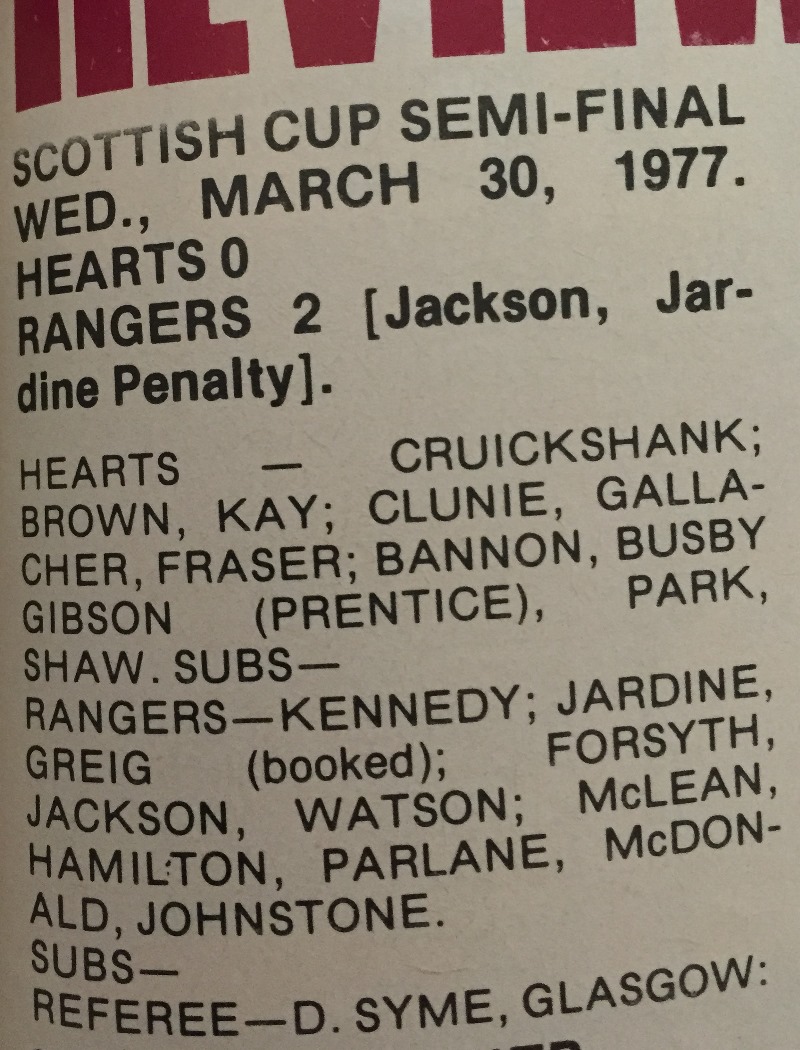 REVIEW
SCOTTISH CUP SEMI-FINAL
WED., MARCH 30, 1977.
HEARTS 0
RANGERS 2 [Jackson, Jar-
dine Penalty].
HEARTS — CRUICKSHANK;
BROWN, KAY; CLUNIE, GALLA-
CHER, FRASER; BANNON, BUSBY
GIBSON (PRENTICE), PARK,
SHAW. SUBS—
RANGERS—KENNEDY; JARDINE,
GREIG (booked); FORSYTH,
JACKSON, WATSON; McLEAN,
HAMILTON, PARLANE, McDON-
ALD, JOHNSTONE.
SUBS—
REFEREE—D. SYME, GLASGOW: